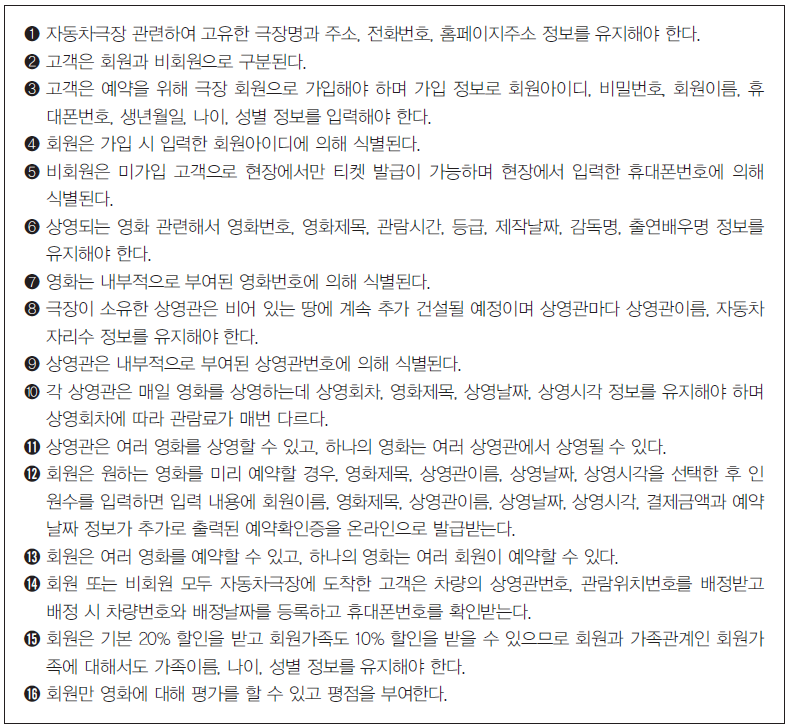 ❶ 자동차극장 관련하여 고유한 극장명과 주소, 전화번호, 홈페이지주소 정보를 유지해야 한다.
❷ 고객은 회원과 비회원으로 구분된다.
❸ 고객은 예약을 위해 극장 회원으로 가입해야 하며 가입 정보로 회원아이디, 비밀번호, 회원이름, 휴
대폰번호, 생년월일, 나이, 성별 정보를 입력해야 한다.
❹ 회원은 가입 시 입력한 회원아이디에 의해 식별된다.
❺ 비회원은 미가입 고객으로 현장에서만 티켓 발급이 가능하며 현장에서 입력한 휴대폰번호에 의해
식별된다.
❻ 상영되는 영화 관련해서 영화번호, 영화제목, 관람시간, 등급, 제작날짜, 감독명, 출연배우명 정보를
유지해야 한다.
❼ 영화는 내부적으로 부여된 영화번호에 의해 식별된다.
❽ 극장이 소유한 상영관은 비어 있는 땅에 계속 추가 건설될 예정이며 상영관마다 상영관이름, 자동차
자리수 정보를 유지해야 한다.
❾ 상영관은 내부적으로 부여된 상영관번호에 의해 식별된다.
❿ 각 상영관은 매일 영화를 상영하는데 상영회차, 영화제목, 상영날짜, 상영시각 정보를 유지해야 하며
상영회차에 따라 관람료가 매번 다르다.
⓫ 상영관은 여러 영화를 상영할 수 있고, 하나의 영화는 여러 상영관에서 상영될 수 있다.
⓬ 회원은 원하는 영화를 미리 예약할 경우, 영화제목, 상영관이름, 상영날짜, 상영시각을 선택한 후 인
원수를 입력하면 입력 내용에 회원이름, 영화제목, 상영관이름, 상영날짜, 상영시각, 결제금액과 예약
날짜 정보가 추가로 출력된 예약확인증을 온라인으로 발급받는다.
⓭ 회원은 여러 영화를 예약할 수 있고, 하나의 영화는 여러 회원이 예약할 수 있다.
⓮ 회원 또는 비회원 모두 자동차극장에 도착한 고객은 차량의 상영관번호, 관람위치번호를 배정받고
배정 시 차량번호와 배정날짜를 등록하고 휴대폰번호를 확인받는다.
⓯ 회원은 기본 20% 할인을 받고 회원가족도 10% 할인을 받을 수 있으므로 회원과 가족관계인 회원가
족에 대해서도 가족이름, 나이, 성별 정보를 유지해야 한다.
⓰ 회원만 영화에 대해 평가를 할 수 있고 평점을 부여한다.